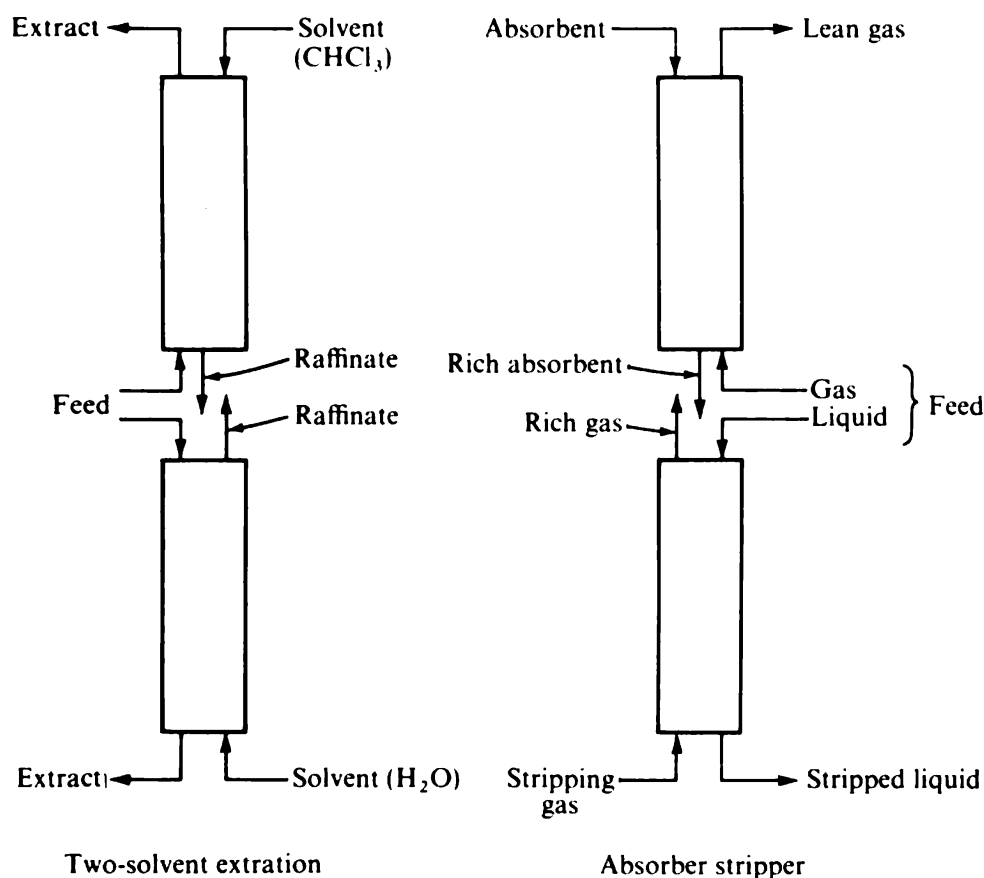 Extract
Solvent
(CHCl₃)
Raffinate
Feed
Raffinate
Extract
Solvent (H₂O)
Two-solvent extration
Absorbent
Lean gas
Rich absorbent
Gas
Rich gas
Liquid
Feed
Stripping
gas
Stripped liquid
Absorber stripper